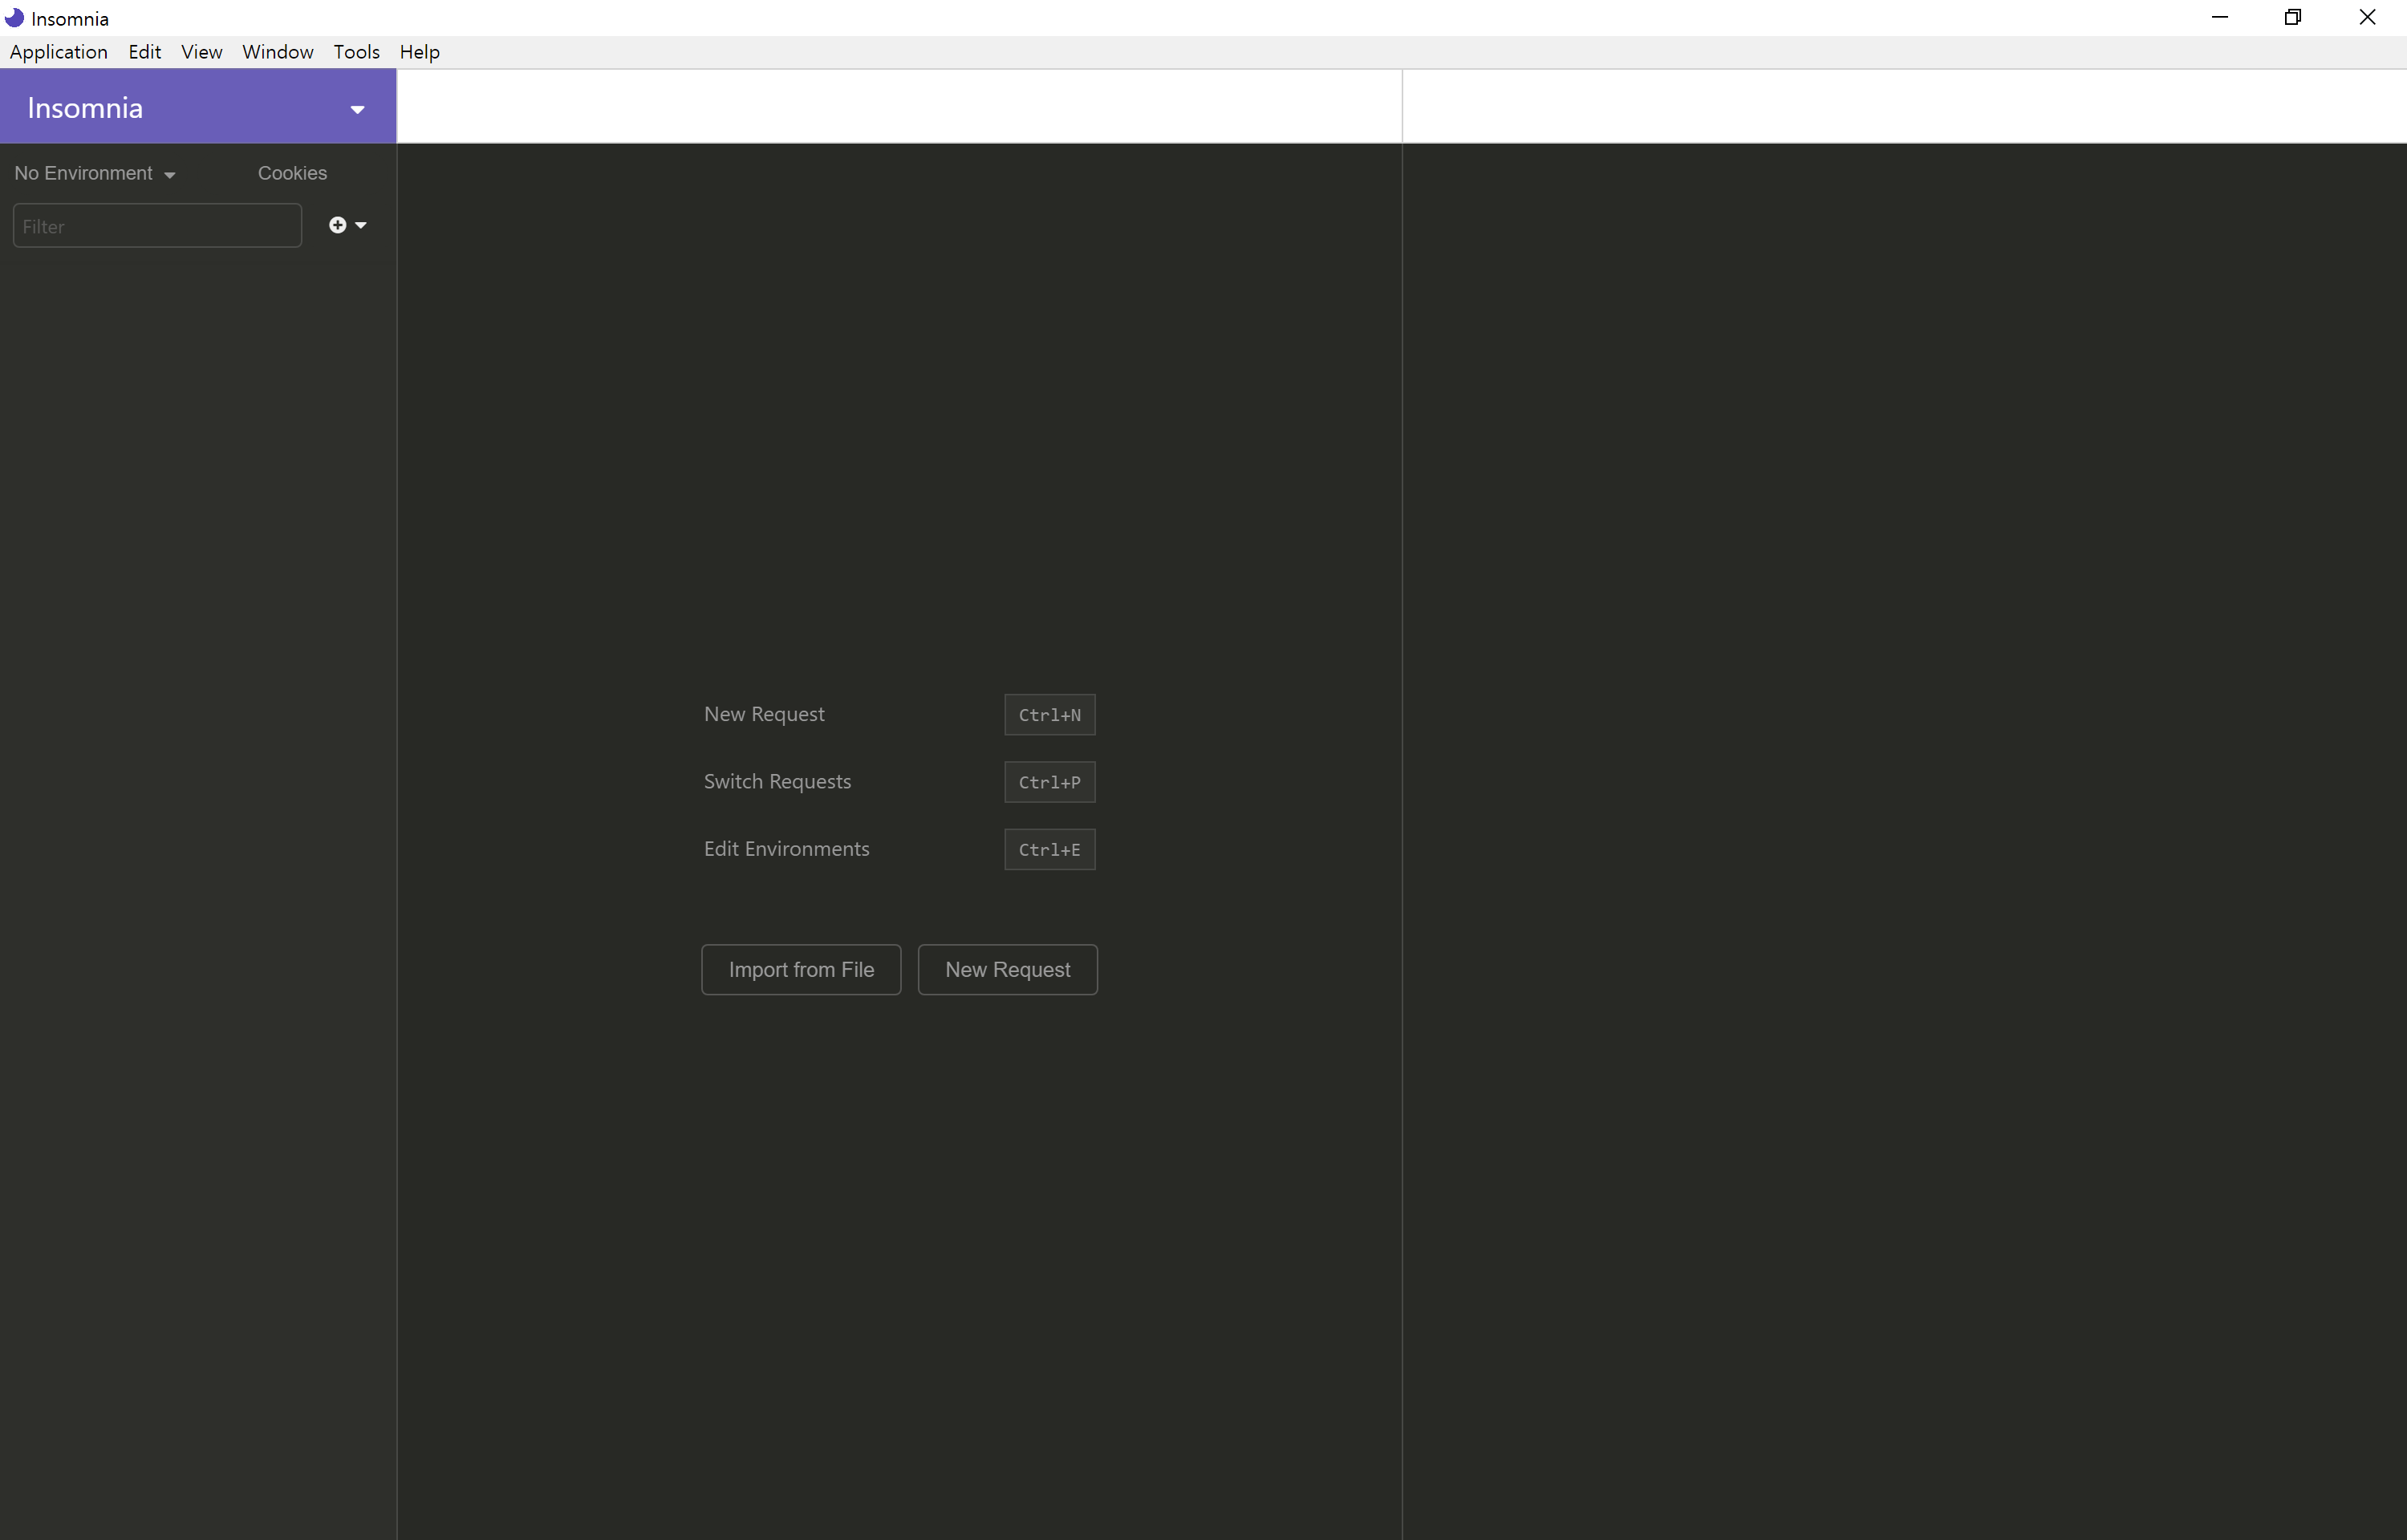 Insomnia
Application Edit View Window Tools Help
Insomnia
No Environment Cookies
Filter
New Request Ctrl+N
Switch Requests Ctrl+P
Edit Environments Ctrl+E
Import from File New Request